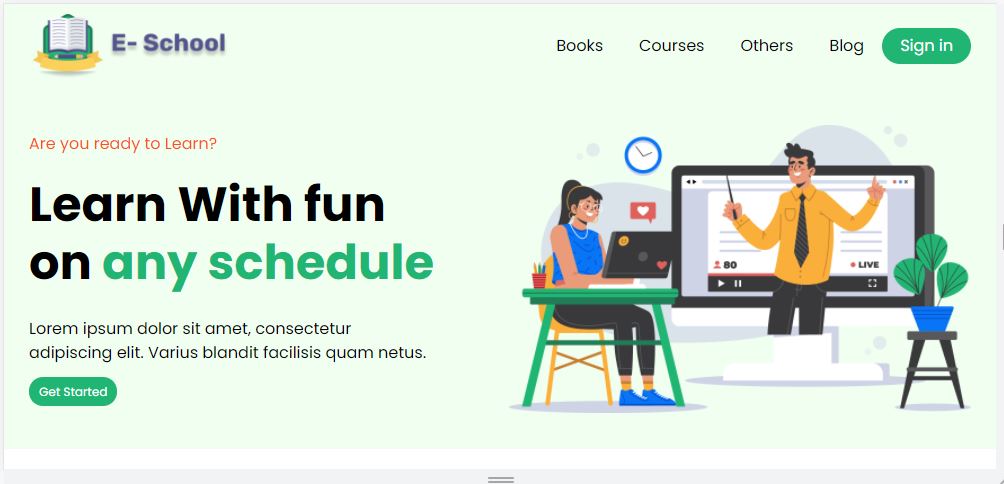 E- School
Books Courses Others Blog Sign in
Are you ready to Learn?
Learn With fun
on any schedule
Lorem ipsum dolor sit amet, consectetur
adipiscing elit. Varius blandit facilisis quam netus.
Get Started
80
LIVE